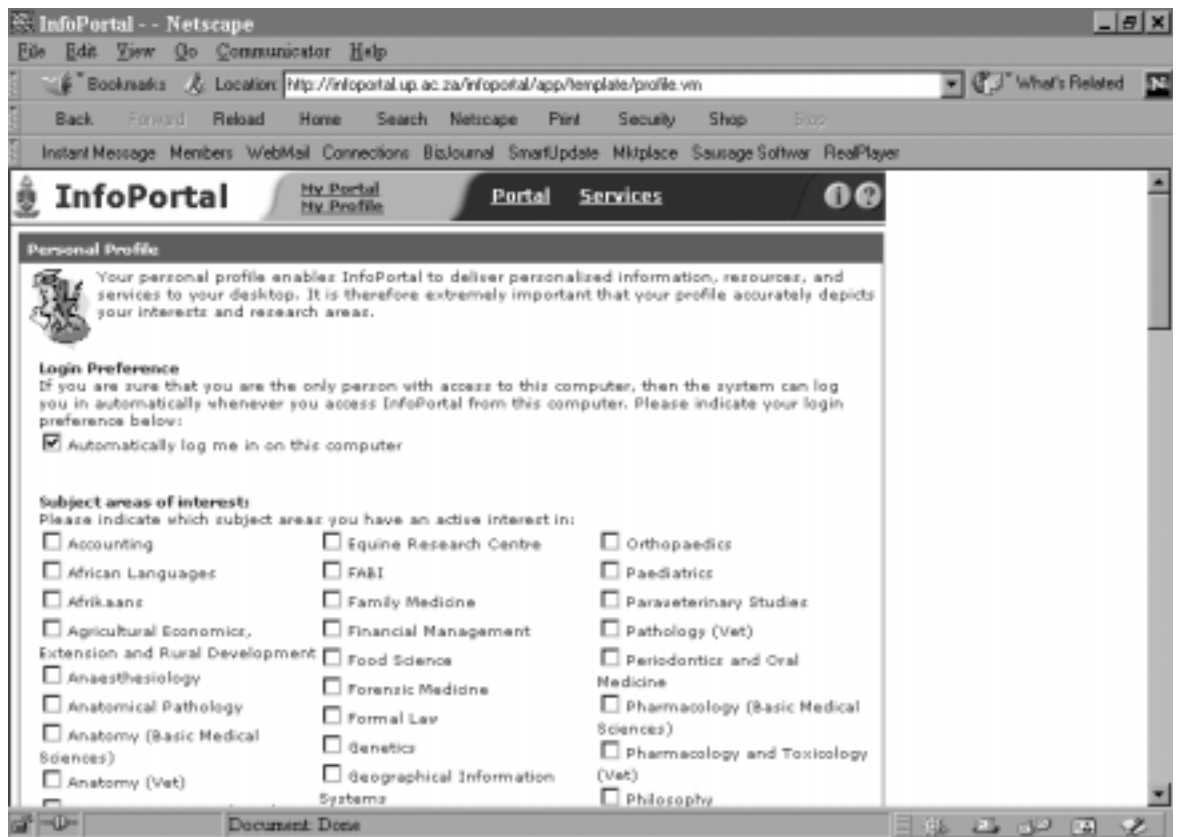 InfoPortal - - Netscape
File Edit View Go Communicator Help
Bookmarks Location: http://infoportal.up.ac.za/infoportal/app/template/profile.vm What's Related
Back Forward Reload Home Search Netscape Print Security Shop Stop
Instant Message Members WebMail Connections BizJournal SmartUpdate Mktplace Sausage Softwar RealPlayer
InfoPortal My Portal Portal Services
My Profile
Personal Profile
Your personal profile enables InfoPortal to deliver personalised information, resources, and
services to your desktop. It is therefore extremely important that your profile accurately depicts
your interests and research areas.
Login Preference
If you are sure that you are the only person with access to this computer, then the system can log
you in automatically whenever you access InfoPortal from this computer. Please indicate your login
preference below:
Automatically log me in on this computer
Subject areas of interest:
Please indicate which subject areas you have an active interest in:
Accounting
African Languages
Afrikaans
Agricultural Economics,
Extension and Rural Development
Anaesthesiology
Anatomical Pathology
Anatomy (Basic Medical
Sciences)
Anatomy (Vet)
Equine Research Centre
FABI
Family Medicine
Financial Management
Food Science
Forensic Medicine
Formal Law
Genetics
Geographical Information
Systems
Orthopaedics
Paediatrics
Paraveterinary Studies
Pathology (Vet)
Periodontics and Oral
Medicine
Pharmacology (Basic Medical
Sciences)
Pharmacology and Toxicology
(Vet)
Philosophy
Document: Done